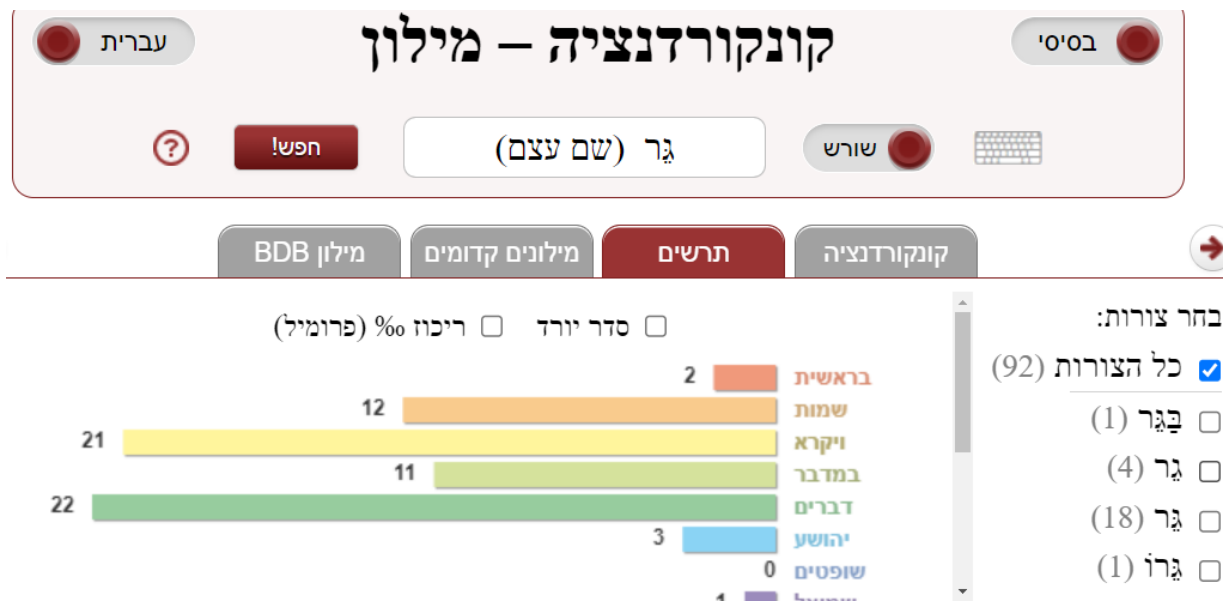 בסיסי
קונקורדנציה – מילון
עברית
שורש
גֵּר (שם עצם)
חפש!
?
קונקורדנציה
תרשים
מילונים קדומים
מילון BDB
בחר צורות:
כל הצורות (92)
בַּגֵּר (1)
גֵר (4)
גֵּר (18)
גֵּרוֹ (1)
סדר יורד
ריכוז ‰ (פרומיל)
בראשית 2
שמות 12
ויקרא 21
במדבר 11
דברים 22
יהושע 3
שופטים 0